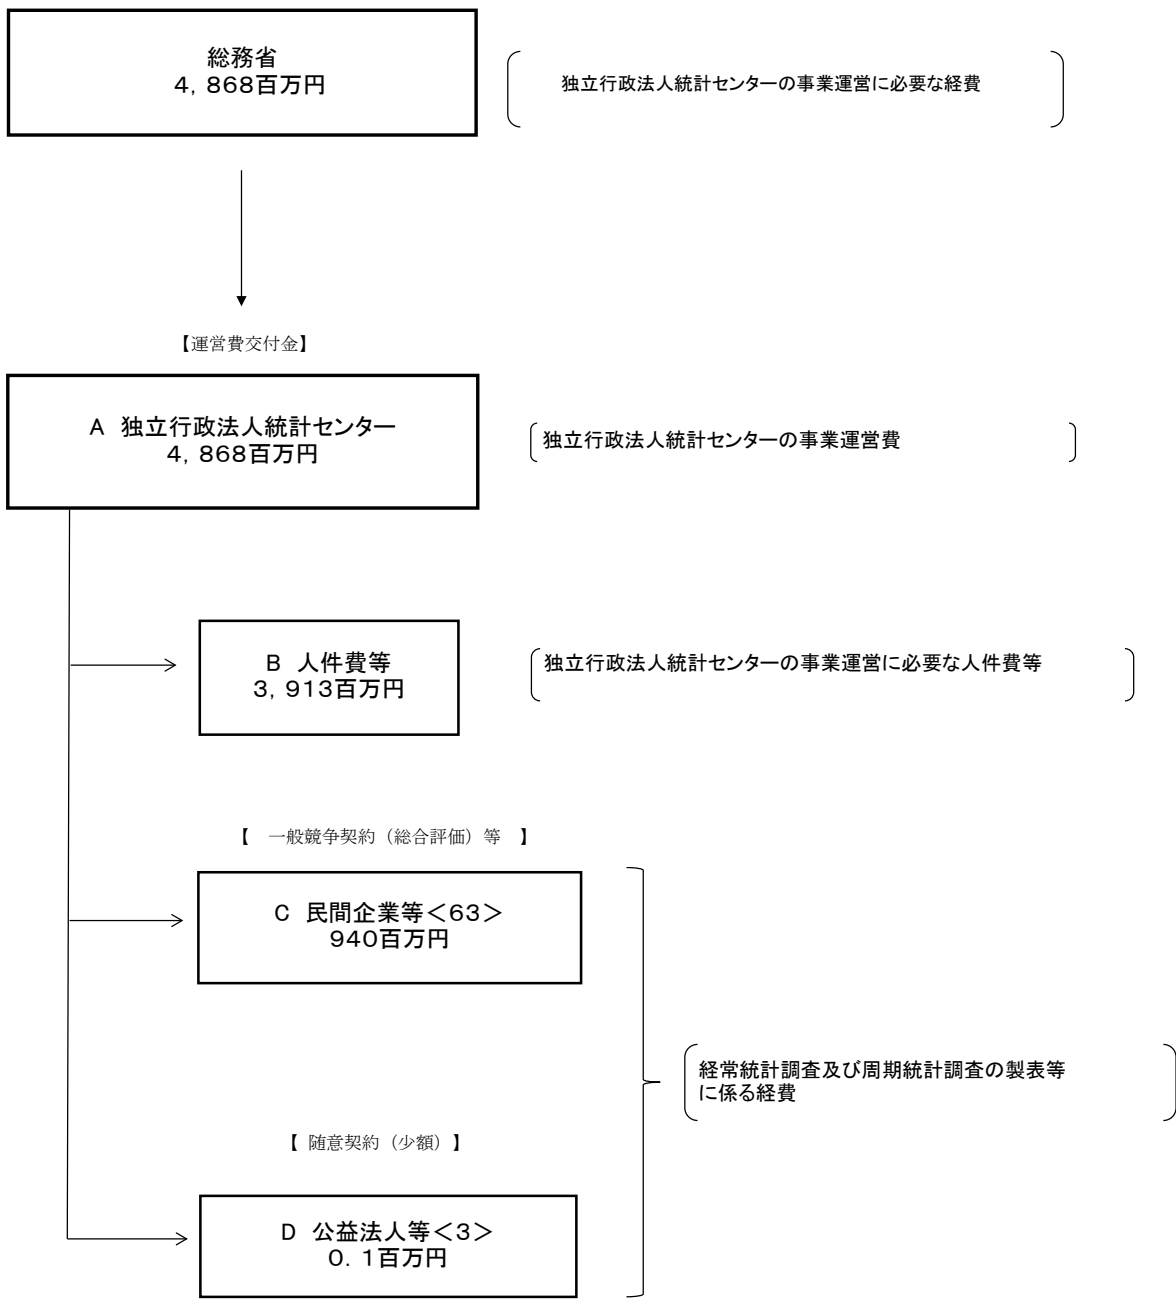 総務省
4,868百万円
独立行政法人統計センターの事業運営に必要な経費
【運営費交付金】
A 独立行政法人統計センター
4,868百万円
独立行政法人統計センターの事業運営費
B 人件費等
3,913百万円
独立行政法人統計センターの事業運営に必要な人件費等
【 一般競争契約（総合評価）等 】
C 民間企業等＜63＞
940百万円
経常統計調査及び周期統計調査の製表等
に係る経費
【 随意契約（少額）】
D 公益法人等＜3＞
0.1百万円